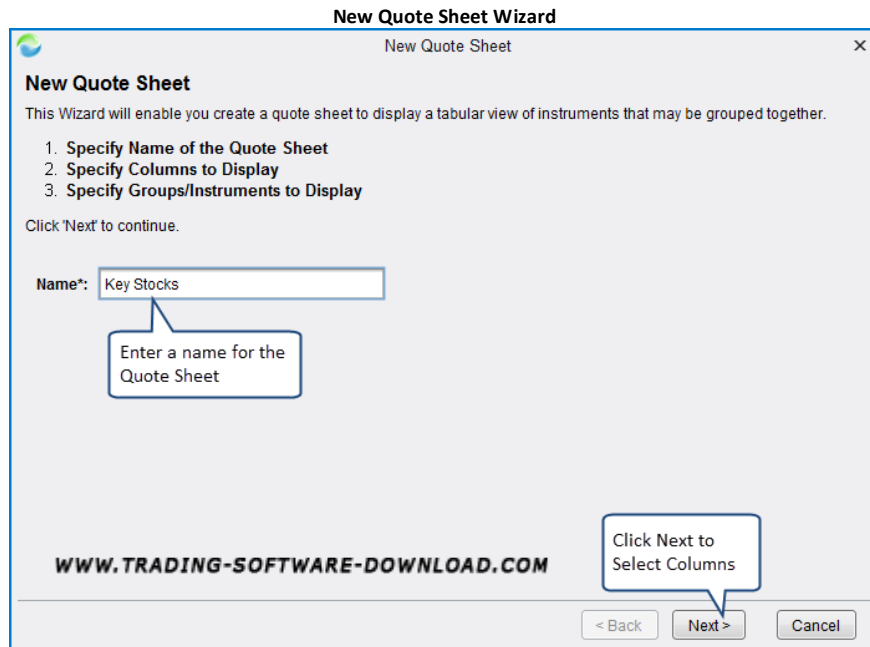 New Quote Sheet Wizard
New Quote Sheet
New Quote Sheet
This Wizard will enable you create a quote sheet to display a tabular view of instruments that may be grouped together.
1. Specify Name of the Quote Sheet
2. Specify Columns to Display
3. Specify Groups/Instruments to Display
Click 'Next' to continue.
Name*: Key Stocks
Enter a name for the
Quote Sheet
Click Next to
Select Columns
WWW.TRADING-SOFTWARE-DOWNLOAD.COM
< Back Next > Cancel